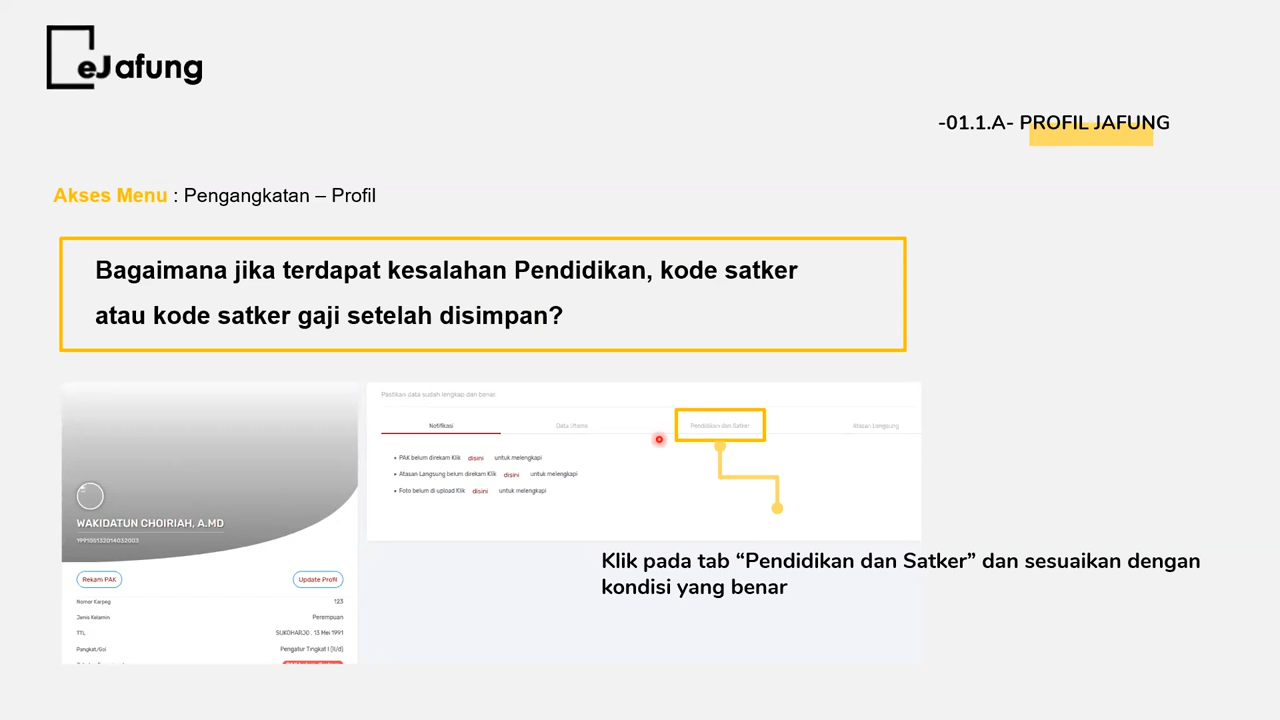 eJafung
-01.1.A- PROFIL JAFUNG
Akses Menu : Pengangkatan – Profil
Bagaimana jika terdapat kesalahan Pendidikan, kode satker
atau kode satker gaji setelah disimpan?
Pastikan data sudah lengkap dan benar.
Notifikasi
Data Utama
Pendidikan dan Satker
Atasan Langsung
• PAK belum direkam Klik disini untuk melengkapi
• Atasan Langsung belum direkam Klik disini untuk melengkapi
• Foto belum di upload Klik disini untuk melengkapi
WAKIDATUN CHOIRIAH, A.MD
199105132014032003
Rekam PAK
Update Profil
Nomor Karpeg 123
Jenis Kelamin Perempuan
TTL SUKOHARJO , 13 Mei 1991
Pangkat/Gol Pengatur Tingkat I (II/d)
Klik pada tab “Pendidikan dan Satker” dan sesuaikan dengan
kondisi yang benar